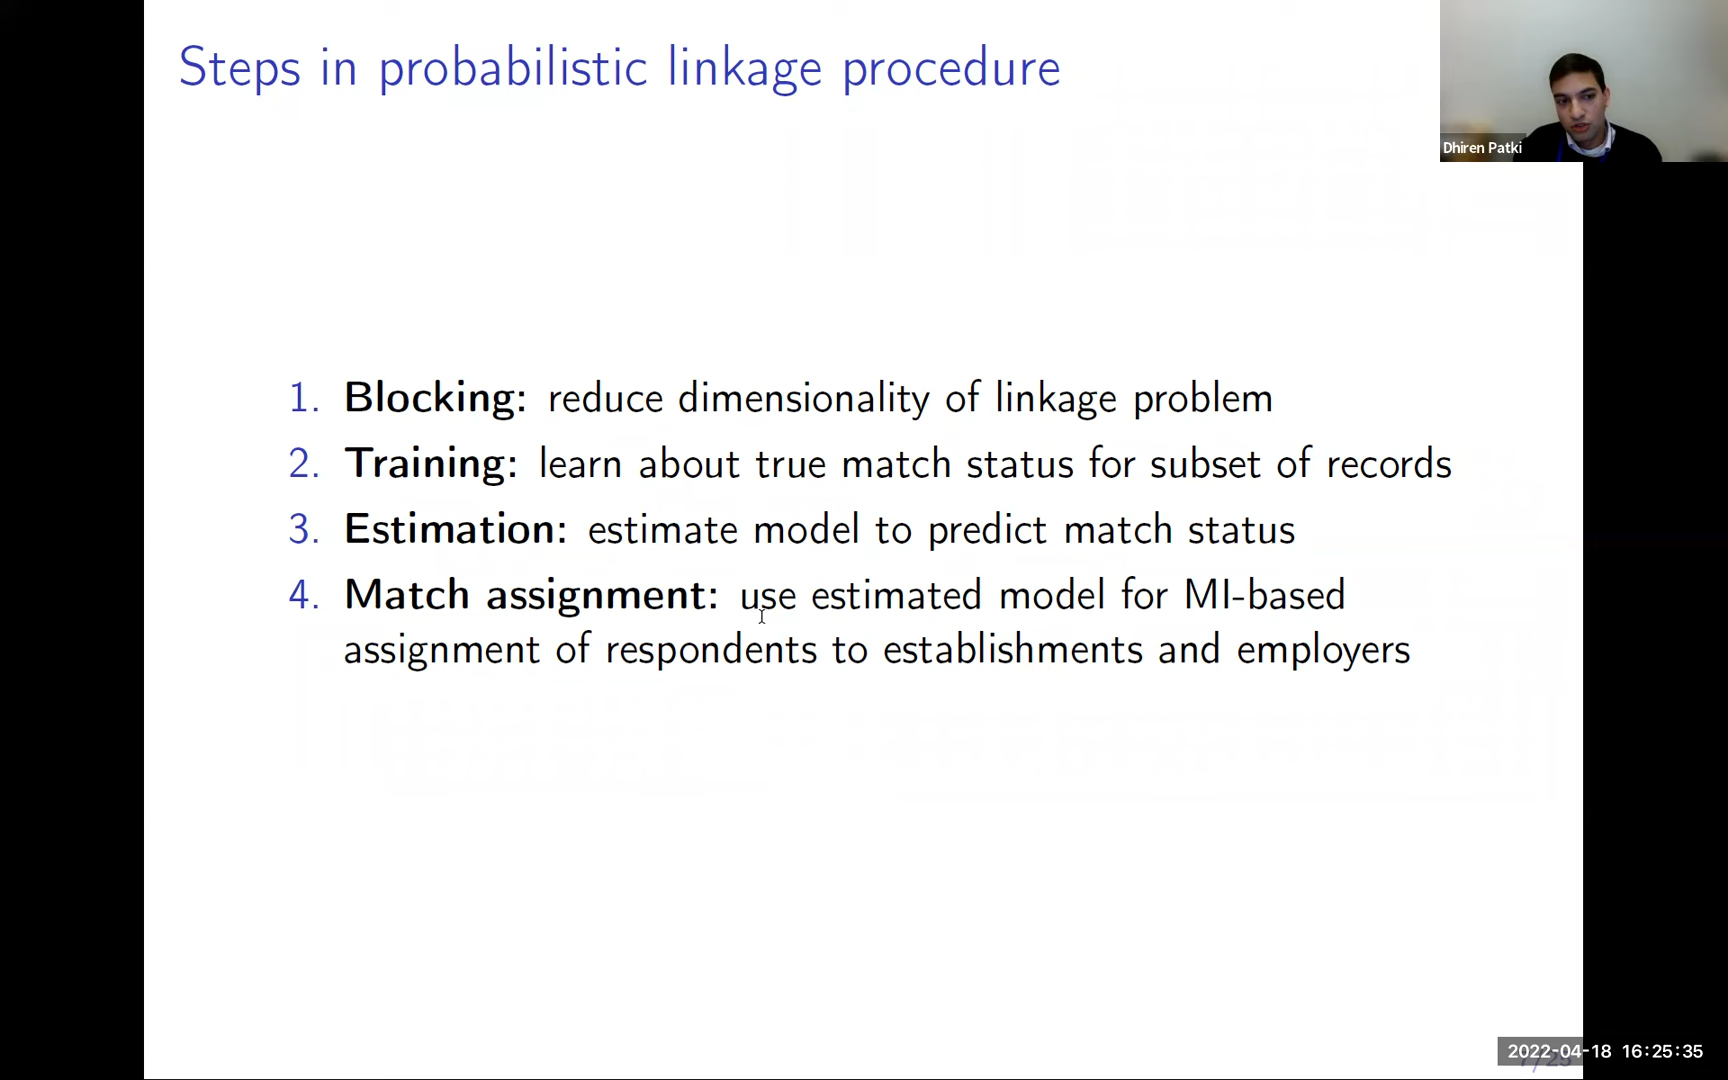 Steps in probabilistic linkage procedure
Dhiren Patki
1. Blocking: reduce dimensionality of linkage problem
2. Training: learn about true match status for subset of records
3. Estimation: estimate model to predict match status
4. Match assignment: use estimated model for MI-based
assignment of respondents to establishments and employers
2022-04-18 16:25:35